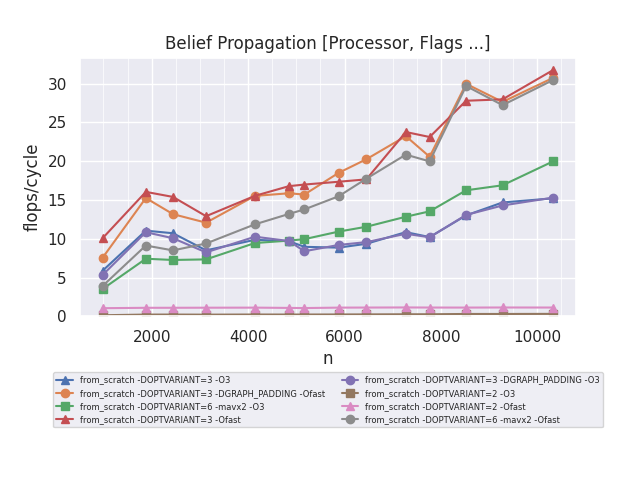 Belief Propagation [Processor, Flags ...]
flops/cycle
30
25
20
15
10
5
0
2000 4000 6000 8000 10000
n
from_scratch -DOPTVARIANT=3 -O3
from_scratch -DOPTVARIANT=3 -DGRAPH_PADDING -Ofast
from_scratch -DOPTVARIANT=6 -mavx2 -O3
from_scratch -DOPTVARIANT=3 -Ofast
from_scratch -DOPTVARIANT=3 -DGRAPH_PADDING -O3
from_scratch -DOPTVARIANT=2 -O3
from_scratch -DOPTVARIANT=2 -Ofast
from_scratch -DOPTVARIANT=6 -mavx2 -Ofast